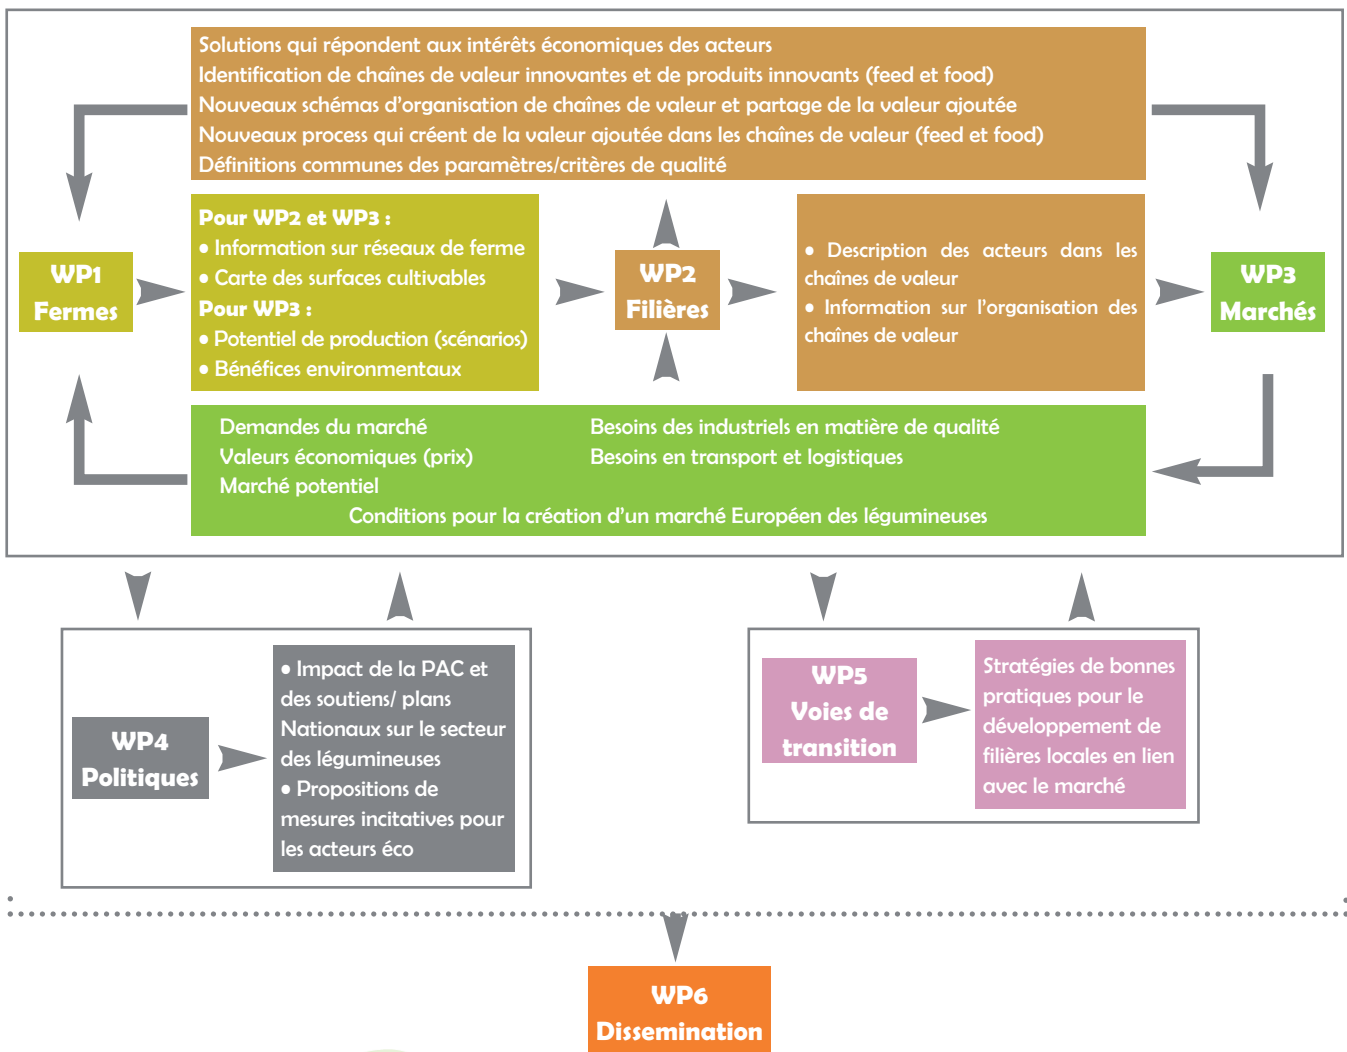 Solutions qui répondent aux intérêts économiques des acteurs
Identification de chaînes de valeur innovantes et de produits innovants (feed et food)
Nouveaux schémas d'organisation de chaînes de valeur et partage de la valeur ajoutée
Nouveaux process qui créent de la valeur ajoutée dans les chaînes de valeur (feed et food)
Définitions communes des paramètres/critères de qualité
WP1
Fermes
Pour WP2 et WP3 :
• Information sur réseaux de ferme
• Carte des surfaces cultivables
Pour WP3 :
• Potentiel de production (scénarios)
• Bénéfices environmentaux
WP2
Filières
• Description des acteurs dans les
chaînes de valeur
• Information sur l'organisation des
chaînes de valeur
WP3
Marchés
Demandes du marché
Valeurs économiques (prix)
Marché potentiel
Besoins des industriels en matière de qualité
Besoins en transport et logistiques
Conditions pour la création d'un marché Européen des légumineuses
WP4
Politiques
• Impact de la PAC et
des soutiens/ plans
Nationaux sur le secteur
des légumineuses
• Propositions de
mesures incitatives pour
les acteurs éco
WP5
Voies de
transition
Stratégies de bonnes
pratiques pour le
développement de
filières locales en lien
avec le marché
WP6
Dissemination